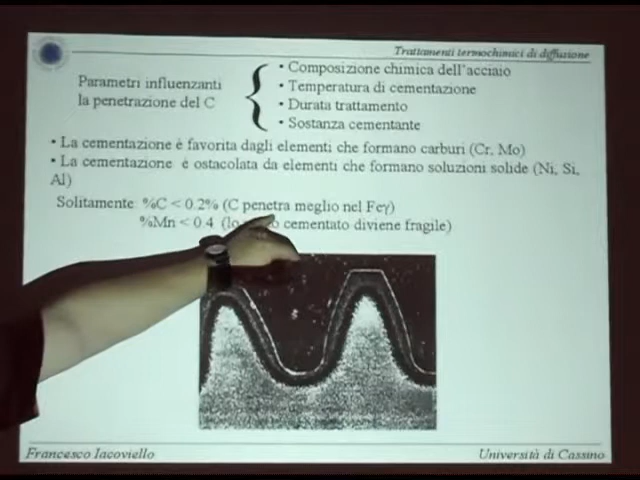 Trattamenti termochimici di diffusione
Parametri influenzanti
la penetrazione del C
• Composizione chimica dell'acciaio
• Temperatura di cementazione
• Durata trattamento
• Sostanza cementante
• La cementazione è favorita dagli elementi che formano carburi (Cr, Mo)
• La cementazione è ostacolata da elementi che formano soluzioni solide (Ni, Si,
Al)
Solitamente %C < 0.2% (C penetra meglio nel Feγ)
%Mn < 0.4 (lo cementato diviene fragile)
Francesco Iacoviello
Università di Cassino